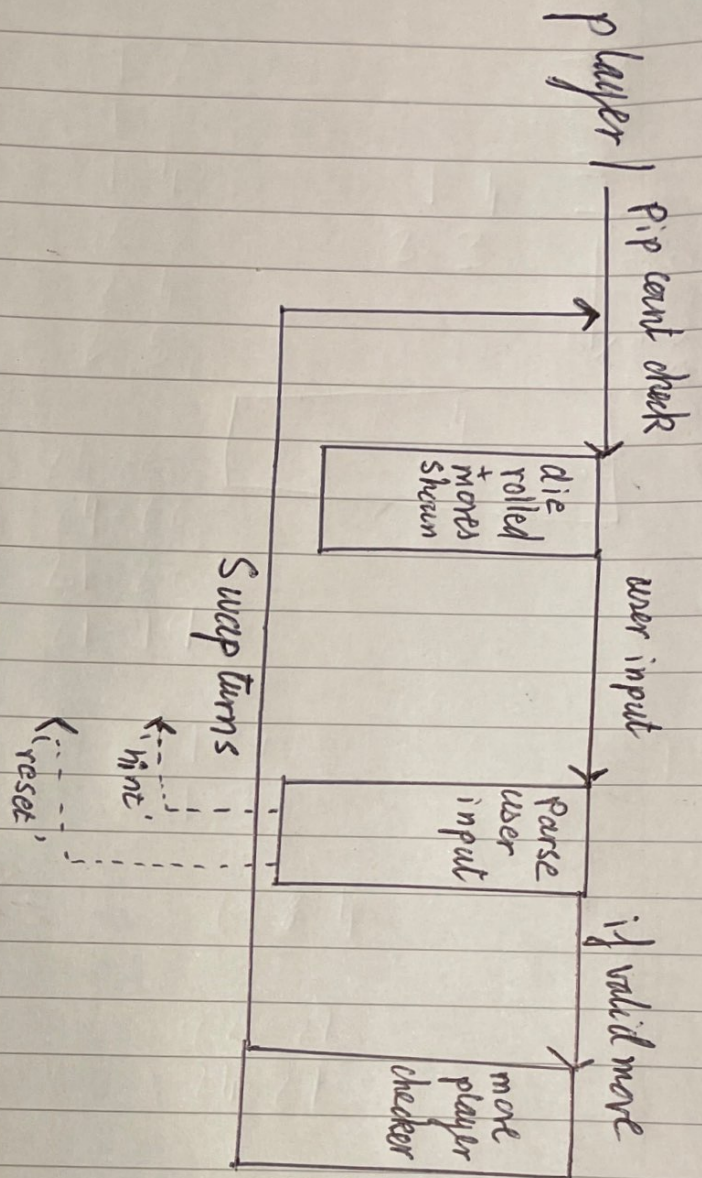 player 1
Pip count check
die
rolled
+
moves
shown
user input
Parse
user
input
if valid move
move
player
checker
Swap turns
'hint'
'reset'